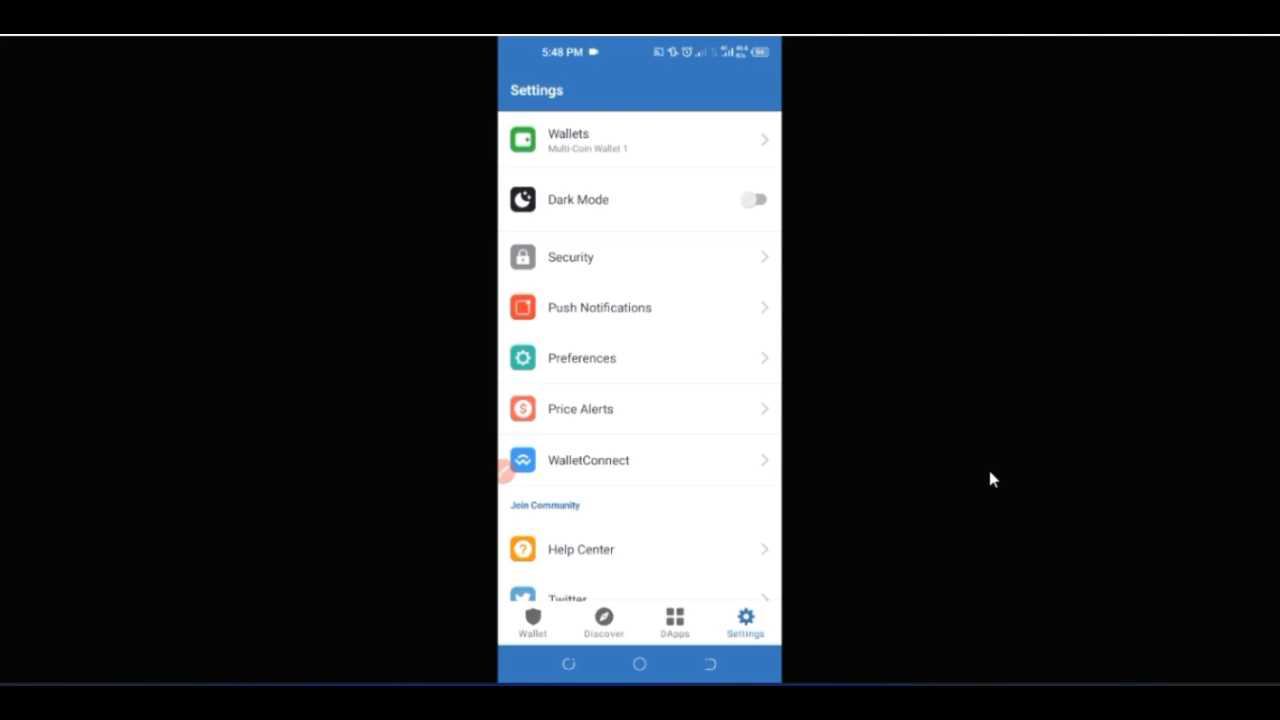 5:48 PM
Settings
Wallets
Multi-Coin Wallet 1
Dark Mode
Security
Push Notifications
Preferences
Price Alerts
WalletConnect
Join Community
Help Center
Twitter
Wallet
Discover
DApps
Settings